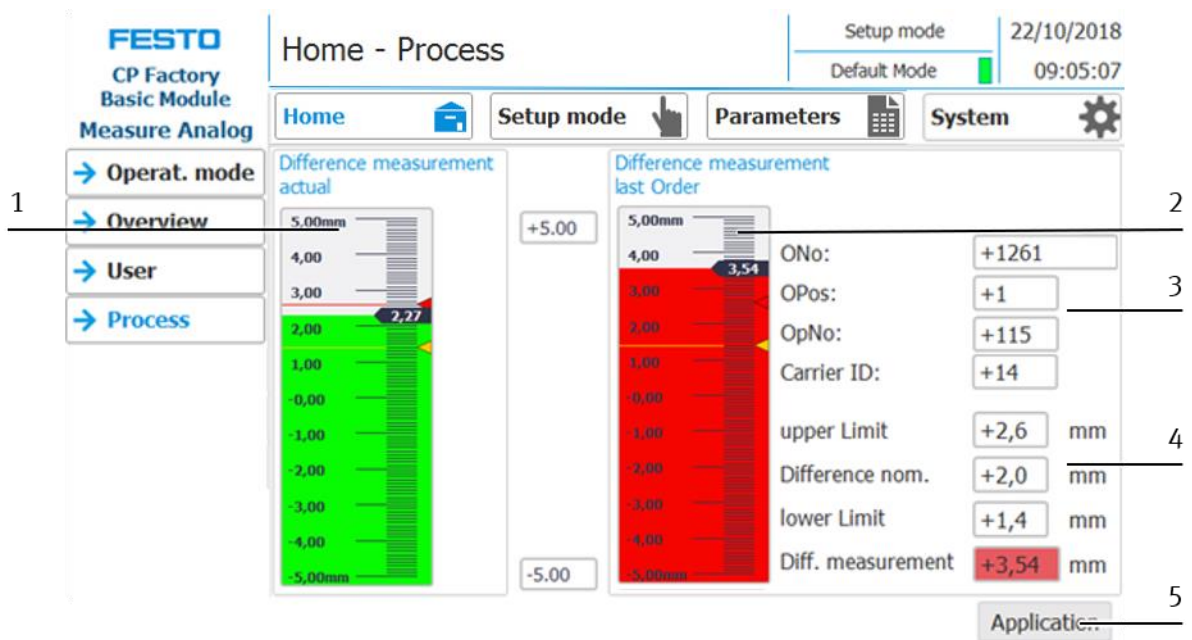 FESTO
CP Factory
Basic Module
Measure Analog
Home - Process
Setup mode
22/10/2018
Default Mode
09:05:07
Home
Setup mode
Parameters
System
Operat. mode
Overview
User
Process
Difference measurement
actual
5,00mm
4,00
3,00
2,27
2,00
1,00
-0,00
-1,00
-2,00
-3,00
-4,00
-5,00mm
+5.00
-5.00
Difference measurement
last Order
5,00mm
4,00
3,54
3,00
2,00
1,00
-0,00
-1,00
-2,00
-3,00
-4,00
-5,00mm
ONo: +1261
OPos: +1
OpNo: +115
Carrier ID: +14
upper Limit +2,6 mm
Difference nom. +2,0 mm
lower Limit +1,4 mm
Diff. measurement +3,54 mm
Application
1
2
3
4
5